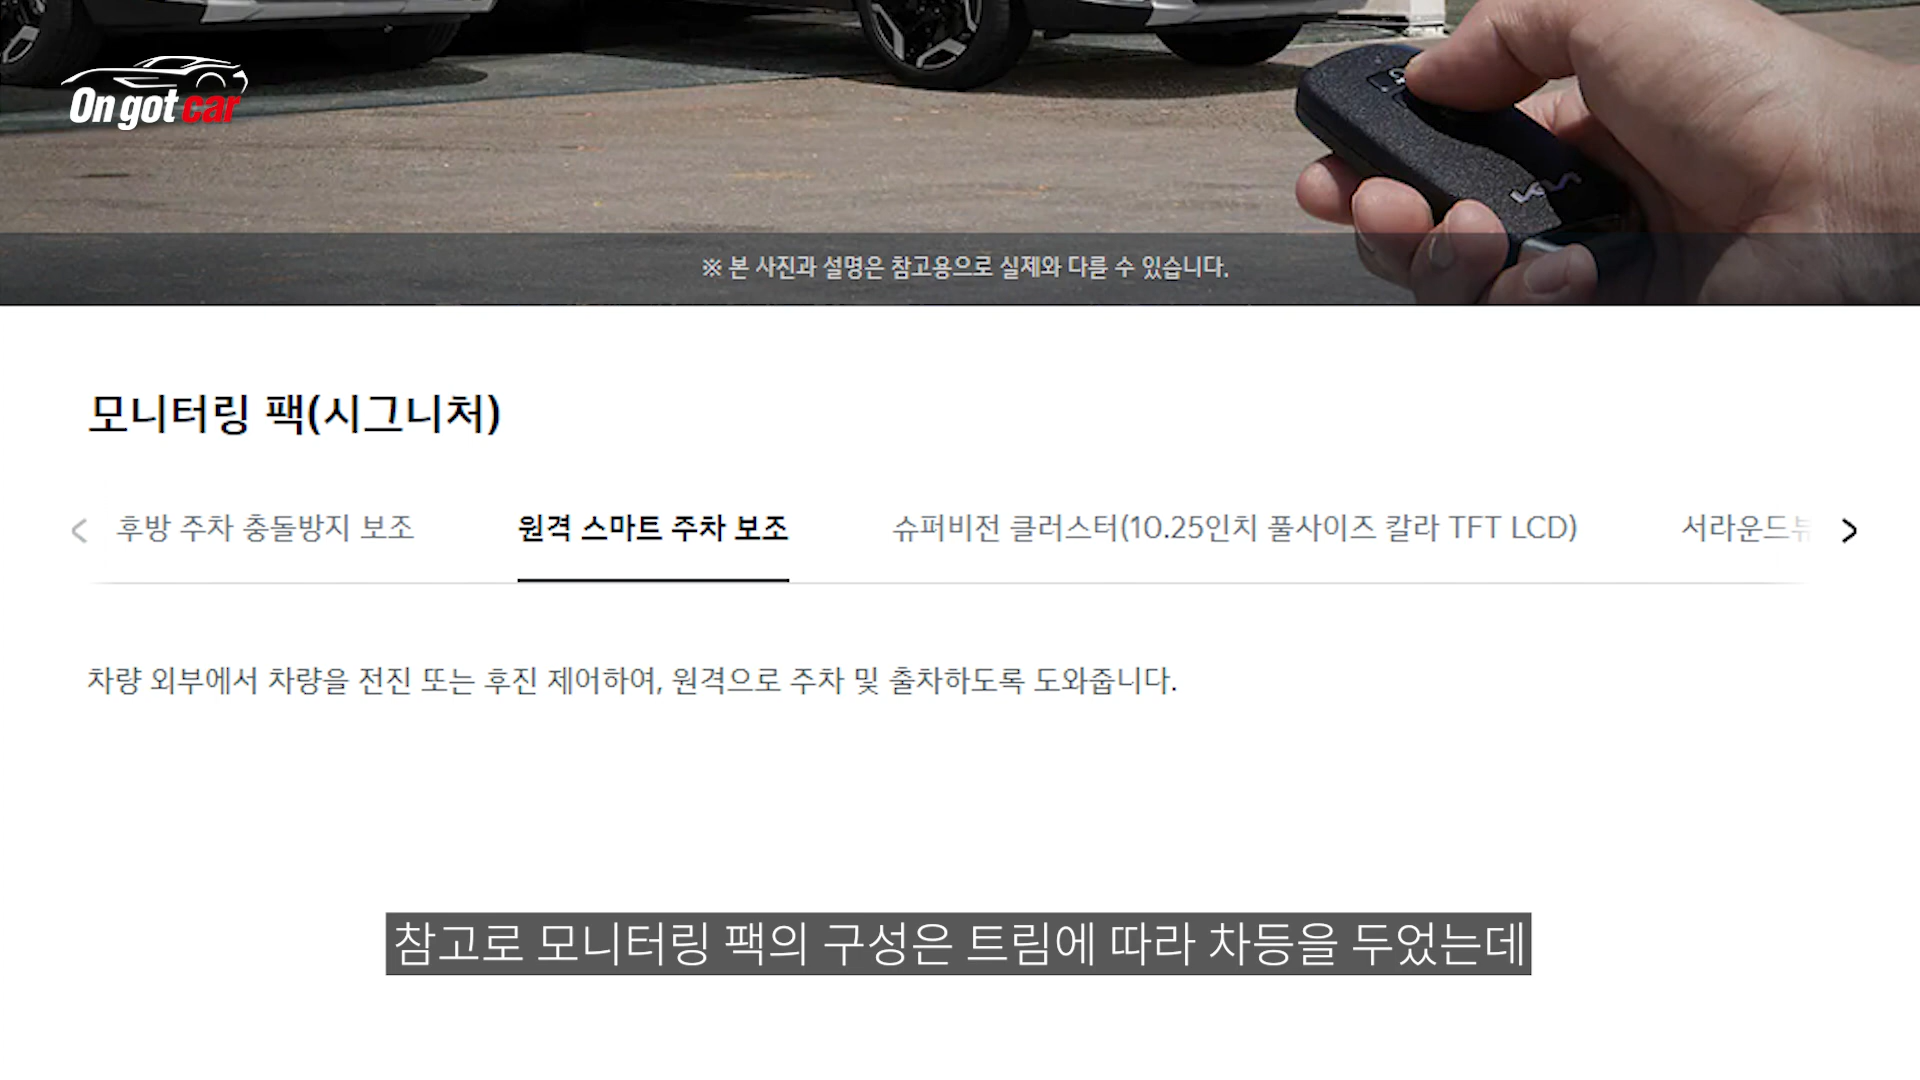 On got car
※ 본 사진과 설명은 참고용으로 실제와 다를 수 있습니다.
모니터링 팩(시그니처)
후방 주차 충돌방지 보조
원격 스마트 주차 보조
슈퍼비전 클러스터(10.25인치 풀사이즈 칼라 TFT LCD)
서라운드뷰
차량 외부에서 차량을 전진 또는 후진 제어하여, 원격으로 주차 및 출차하도록 도와줍니다.
참고로 모니터링 팩의 구성은 트림에 따라 차등을 두었는데